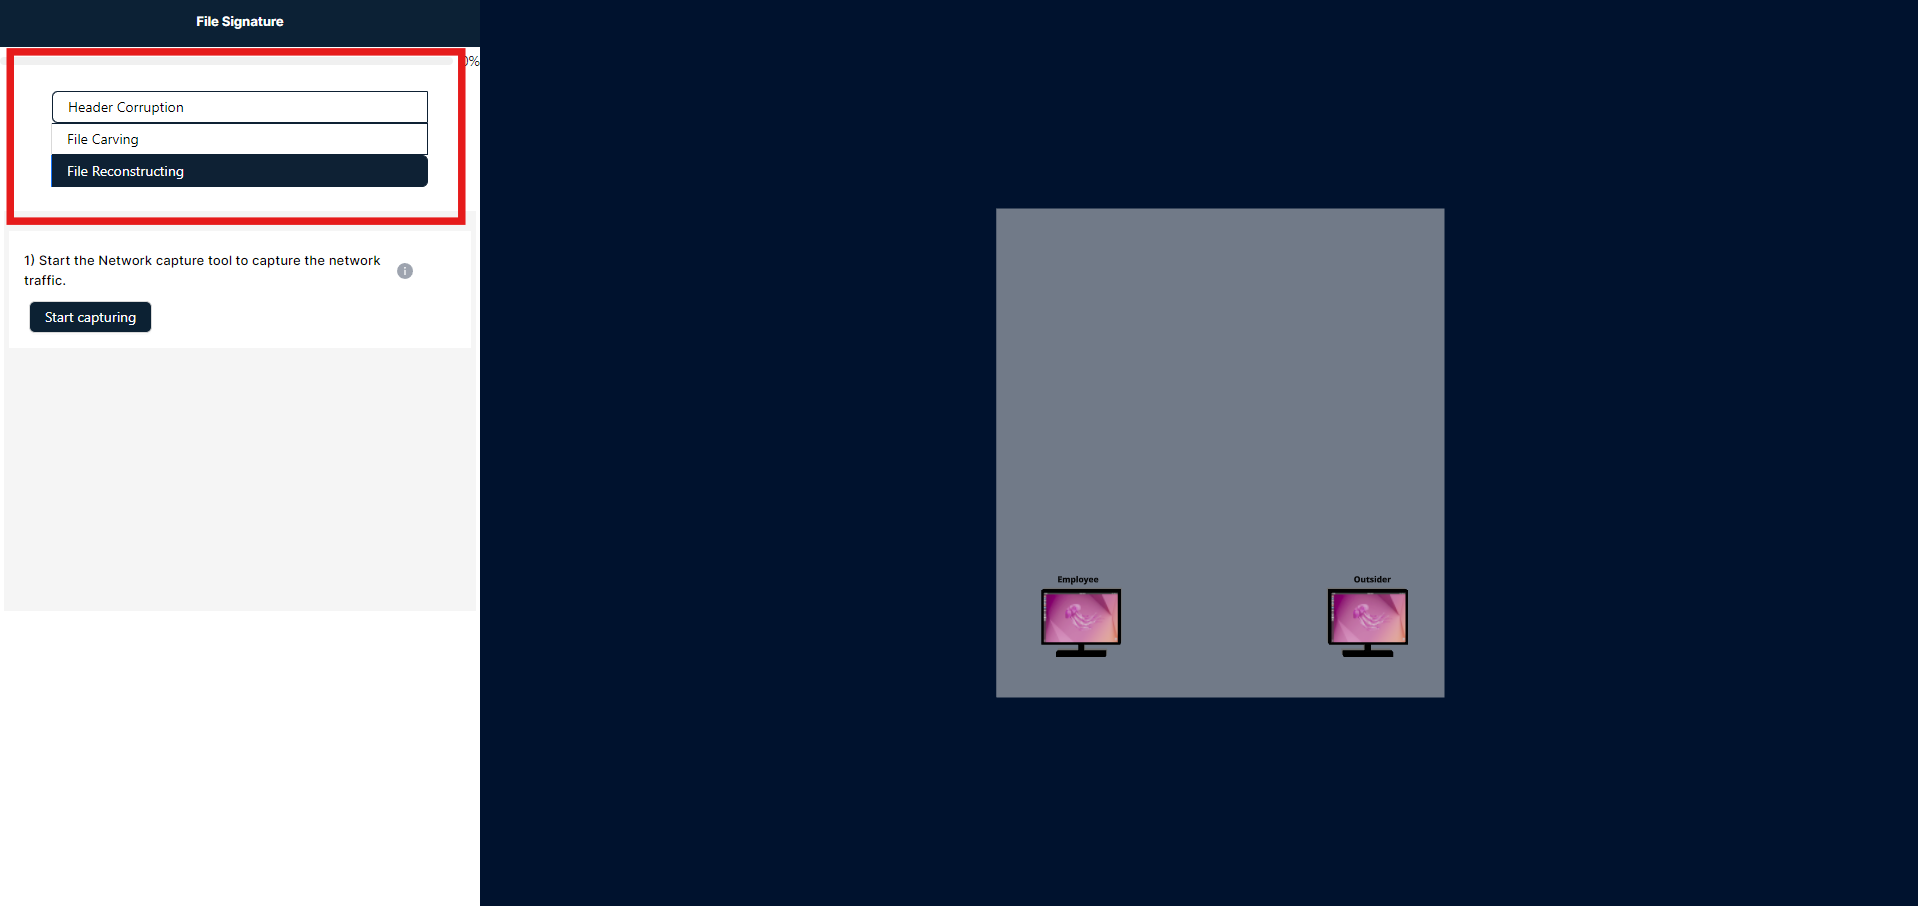 File Signature
0%
Header Corruption
File Carving
File Reconstructing
1) Start the Network capture tool to capture the network
traffic.
Start capturing
Employee
Outsider